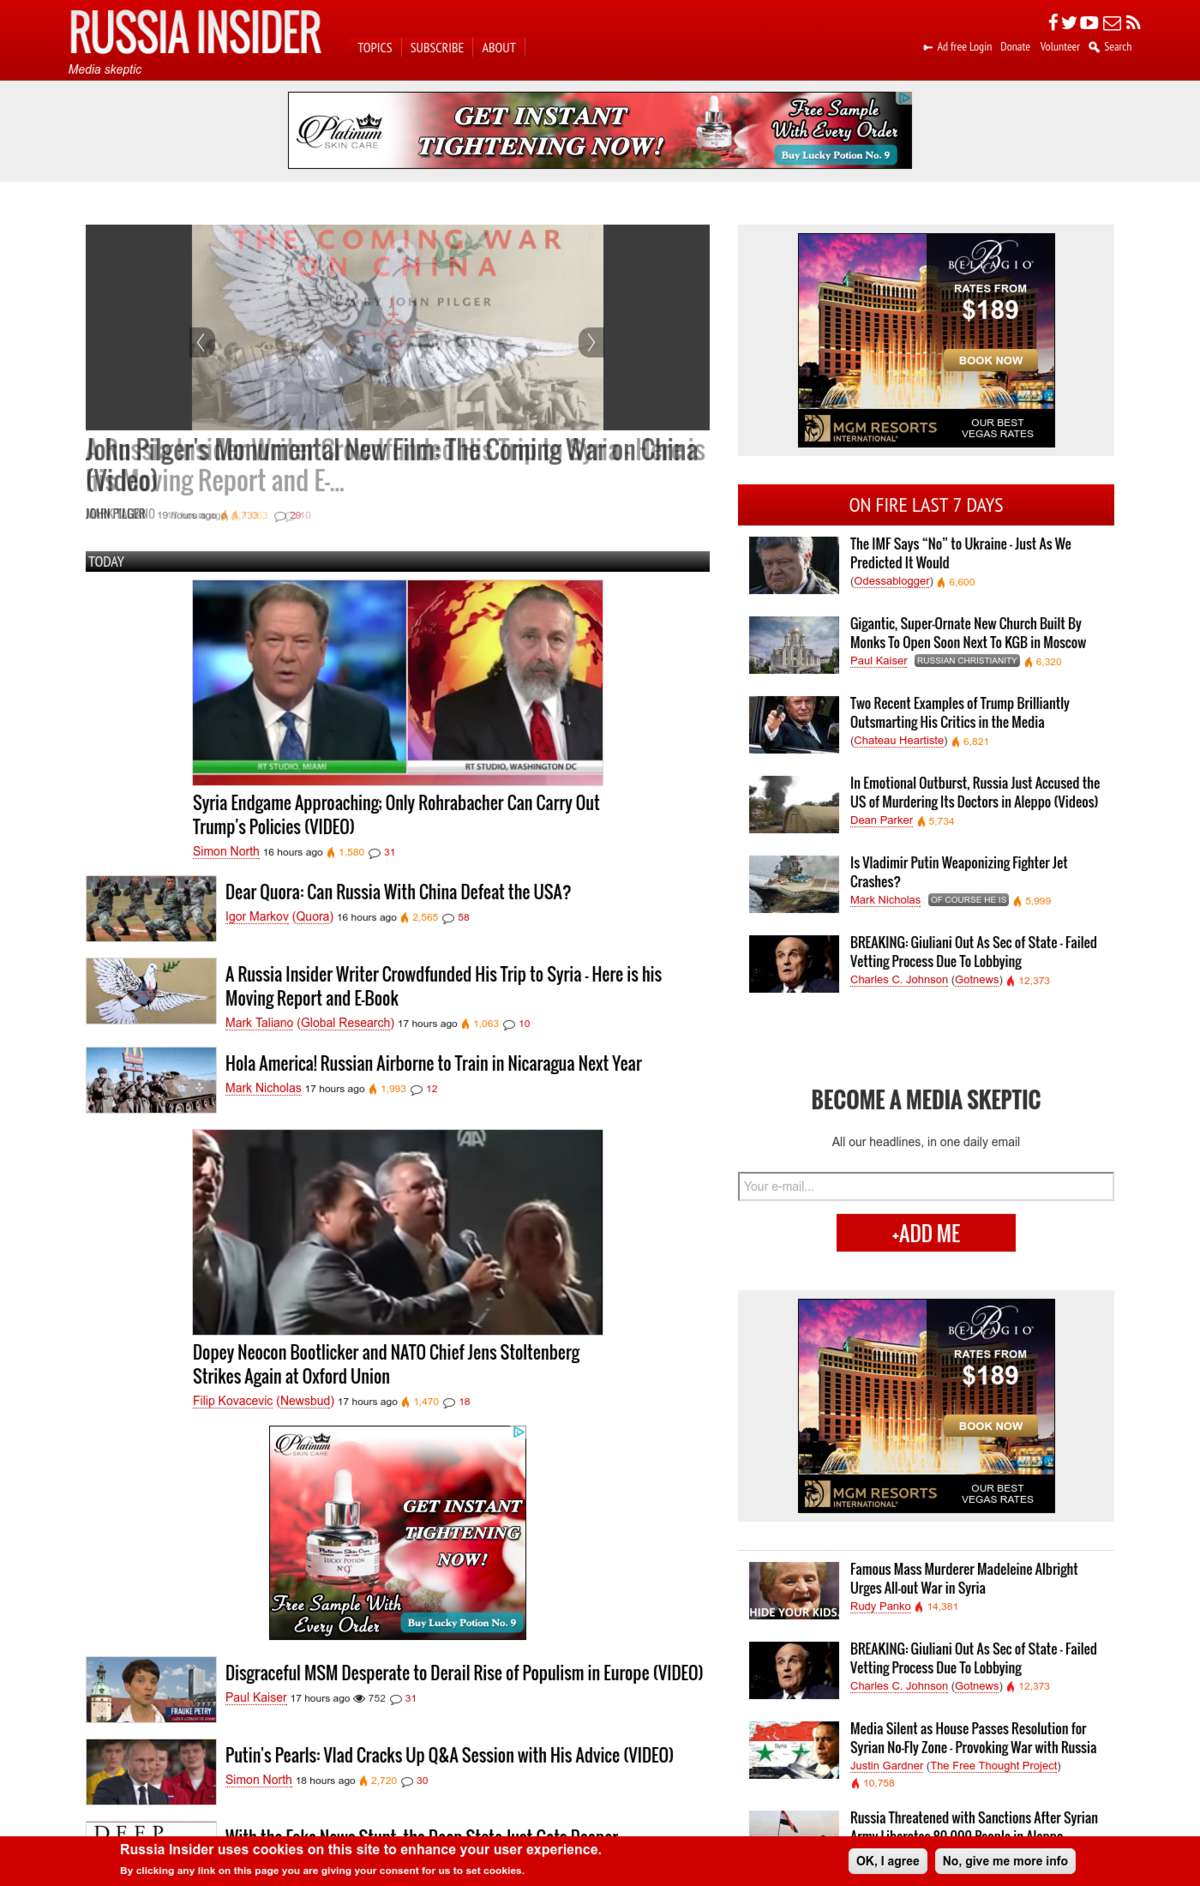 RUSSIA INSIDER
Media skeptic
TOPICS
SUBSCRIBE
ABOUT
Ad free Login
Donate
Volunteer
Search
Platinum
SKIN CARE
GET INSTANT
TIGHTENING NOW!
Free Sample
With Every Order
Buy Lucky Potion No. 9
THE COMING WAR
ON CHINA
BY JOHN PILGER
John Pilger's Monumental New Film: The Coming War on China
(Video)
JOHN PILGER 19 hours ago 733 29
TODAY
RT STUDIO, MIAMI
RT STUDIO, WASHINGTON DC
Syria Endgame Approaching; Only Rohrabacher Can Carry Out
Trump's Policies (VIDEO)
Simon North 16 hours ago 1,580 31
Dear Quora: Can Russia With China Defeat the USA?
Igor Markov (Quora) 16 hours ago 2,565 58
A Russia Insider Writer Crowdfunded His Trip to Syria - Here is his
Moving Report and E-Book
Mark Taliano (Global Research) 17 hours ago 1,063 10
Hola America! Russian Airborne to Train in Nicaragua Next Year
Mark Nicholas 17 hours ago 1,993 12
AA
Dopey Neocon Bootlicker and NATO Chief Jens Stoltenberg
Strikes Again at Oxford Union
Filip Kovacevic (Newsbud) 17 hours ago 1,470 18
Platinum
SKIN CARE
GET INSTANT
TIGHTENING
NOW!
Platinum Skin Care
LUCKY POTION
Nº9
Free Sample With
Every Order
Buy Lucky Potion No. 9
FRAUKE PETRY
Disgraceful MSM Desperate to Derail Rise of Populism in Europe (VIDEO)
Paul Kaiser 17 hours ago 752 31
Putin's Pearls: Vlad Cracks Up Q&A Session with His Advice (VIDEO)
Simon North 18 hours ago 2,720 30
DEEP
With the Fake News Stunt, the Deep State Just Gets Deeper
BELLAGIO
RATES FROM
$189
BOOK NOW
MGM RESORTS
INTERNATIONAL
OUR BEST
VEGAS RATES
ON FIRE LAST 7 DAYS
The IMF Says “No” to Ukraine - Just As We
Predicted It Would
(Odessablogger) 6,600
Gigantic, Super-Ornate New Church Built By
Monks To Open Soon Next To KGB in Moscow
Paul Kaiser RUSSIAN CHRISTIANITY 6,320
Two Recent Examples of Trump Brilliantly
Outsmarting His Critics in the Media
(Chateau Heartiste) 6,821
In Emotional Outburst, Russia Just Accused the
US of Murdering Its Doctors in Aleppo (Videos)
Dean Parker 5,734
Is Vladimir Putin Weaponizing Fighter Jet
Crashes?
Mark Nicholas OF COURSE HE IS 5,999
BREAKING: Giuliani Out As Sec of State - Failed
Vetting Process Due To Lobbying
Charles C. Johnson (Gotnews) 12,373
BECOME A MEDIA SKEPTIC
All our headlines, in one daily email
Your e-mail...
+ADD ME
BELLAGIO
RATES FROM
$189
BOOK NOW
MGM RESORTS
INTERNATIONAL
OUR BEST
VEGAS RATES
HIDE YOUR KIDS.
Famous Mass Murderer Madeleine Albright
Urges All-out War in Syria
Rudy Panko 14,381
BREAKING: Giuliani Out As Sec of State - Failed
Vetting Process Due To Lobbying
Charles C. Johnson (Gotnews) 12,373
Media Silent as House Passes Resolution for
Syrian No-Fly Zone - Provoking War with Russia
Justin Gardner (The Free Thought Project)
10,758
Russia Threatened with Sanctions After Syrian
Army Liberates 80,000 People in Aleppo
Russia Insider uses cookies on this site to enhance your user experience.
By clicking any link on this page you are giving your consent for us to set cookies.
OK, I agree
No, give me more info